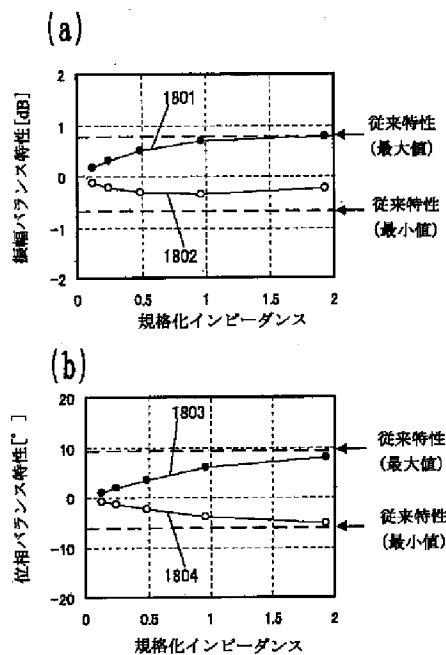 (a)
振幅バランス特性[dB]
2
1
0
-1
-2
1801
1802
従来特性
(最大値)
従来特性
(最小値)
0
0.5
1
1.5
2
規格化インピーダンス
(b)
位相バランス特性[°]
20
10
0
-10
-20
1803
1804
従来特性
(最大値)
従来特性
(最小値)
0
0.5
1
1.5
2
規格化インピーダンス